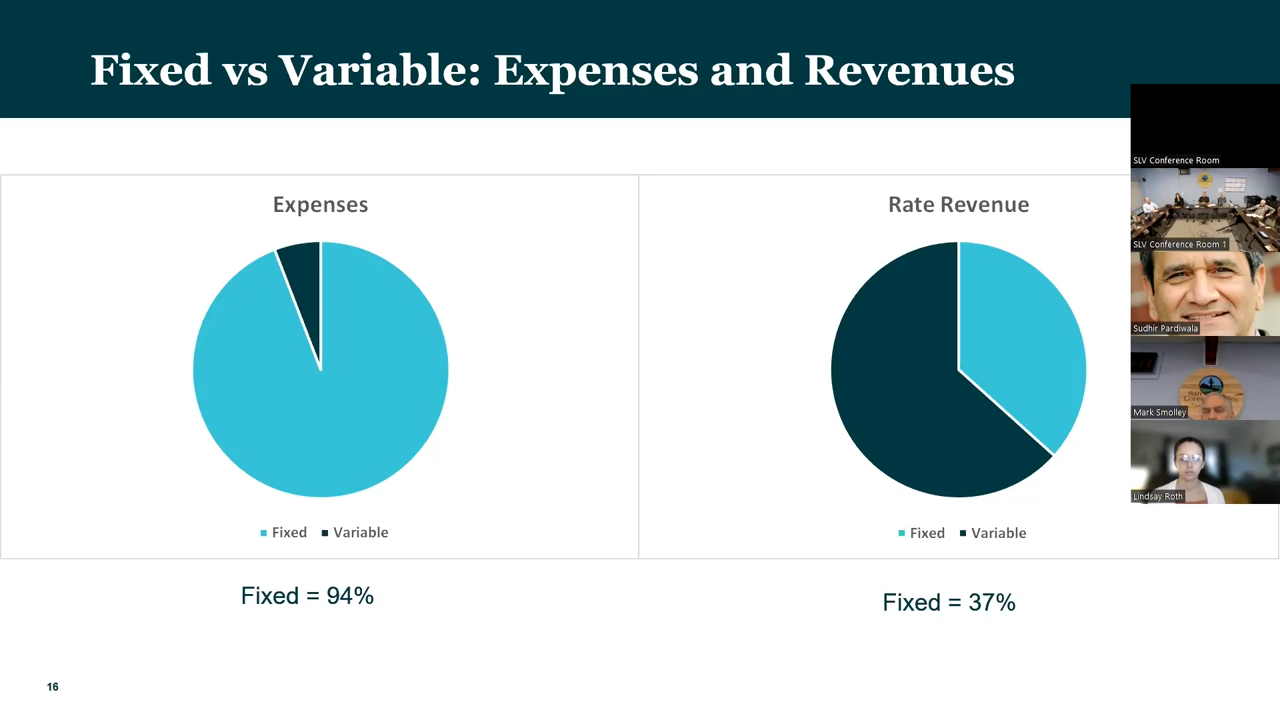 Fixed vs Variable: Expenses and Revenues
Expenses
Fixed Variable
Fixed = 94%
Rate Revenue
Fixed Variable
Fixed = 37%
16
SLV Conference Room
SLV Conference Room 1
Sudhir Pardiwala
Mark Smolley
Lindsay Roth